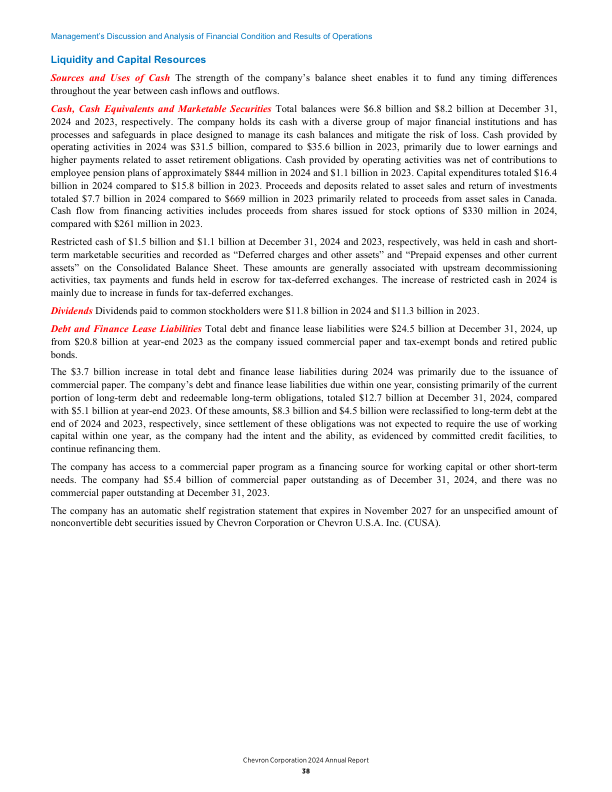 Management's Discussion and Analysis of Financial Condition and Results of Operations
Liquidity and Capital Resources
Sources and Uses of Cash The strength of the company's balance sheet enables it to fund any timing differences
throughout the year between cash inflows and outflows.
Cash, Cash Equivalents and Marketable Securities Total balances were $6.8 billion and $8.2 billion at December 31,
2024 and 2023, respectively. The company holds its cash with a diverse group of major financial institutions and has
processes and safeguards in place designed to manage its cash balances and mitigate the risk of loss. Cash provided by
operating activities in 2024 was $31.5 billion, compared to $35.6 billion in 2023, primarily due to lower earnings and
higher payments related to asset retirement obligations. Cash provided by operating activities was net of contributions to
employee pension plans of approximately $844 million in 2024 and $1.1 billion in 2023. Capital expenditures totaled $16.4
billion in 2024 compared to $15.8 billion in 2023. Proceeds and deposits related to asset sales and return of investments
totaled $7.7 billion in 2024 compared to $669 million in 2023 primarily related to proceeds from asset sales in Canada.
Cash flow from financing activities includes proceeds from shares issued for stock options of $330 million in 2024,
compared with $261 million in 2023.
Restricted cash of $1.5 billion and $1.1 billion at December 31, 2024 and 2023, respectively, was held in cash and short-
term marketable securities and recorded as "Deferred charges and other assets" and "Prepaid expenses and other current
assets" on the Consolidated Balance Sheet. These amounts are generally associated with upstream decommissioning
activities, tax payments and funds held in escrow for tax-deferred exchanges. The increase of restricted cash in 2024 is
mainly due to increase in funds for tax-deferred exchanges.
Dividends Dividends paid to common stockholders were $11.8 billion in 2024 and $11.3 billion in 2023.
Debt and Finance Lease Liabilities Total debt and finance lease liabilities were $24.5 billion at December 31, 2024, up
from $20.8 billion at year-end 2023 as the company issued commercial paper and tax-exempt bonds and retired public
bonds.
The $3.7 billion increase in total debt and finance lease liabilities during 2024 was primarily due to the issuance of
commercial paper. The company's debt and finance lease liabilities due within one year, consisting primarily of the current
portion of long-term debt and redeemable long-term obligations, totaled $12.7 billion at December 31, 2024, compared
with $5.1 billion at year-end 2023. Of these amounts, $8.3 billion and $4.5 billion were reclassified to long-term debt at the
end of 2024 and 2023, respectively, since settlement of these obligations was not expected to require the use of working
capital within one year, as the company had the intent and the ability, as evidenced by committed credit facilities, to
continue refinancing them.
The company has access to a commercial paper program as a financing source for working capital or other short-term
needs. The company had $5.4 billion of commercial paper outstanding as of December 31, 2024, and there was no
commercial paper outstanding at December 31, 2023.
The company has an automatic shelf registration statement that expires in November 2027 for an unspecified amount of
nonconvertible debt securities issued by Chevron Corporation or Chevron U.S.A. Inc. (CUSA).
Chevron Corporation 2024 Annual Report
38